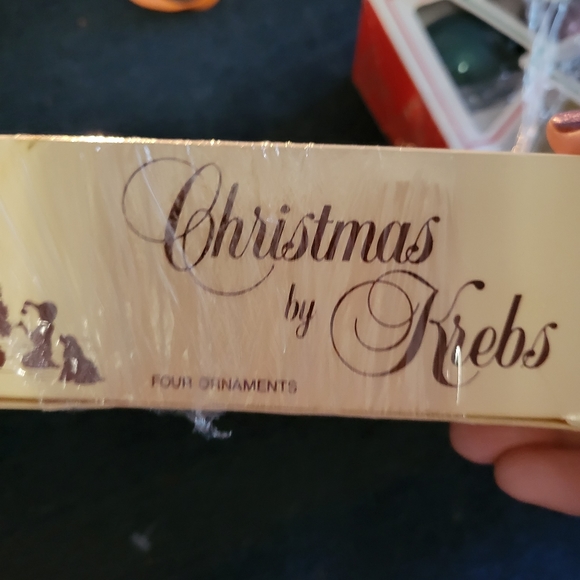 Christmas
by Krebs
FOUR ORNAMENTS